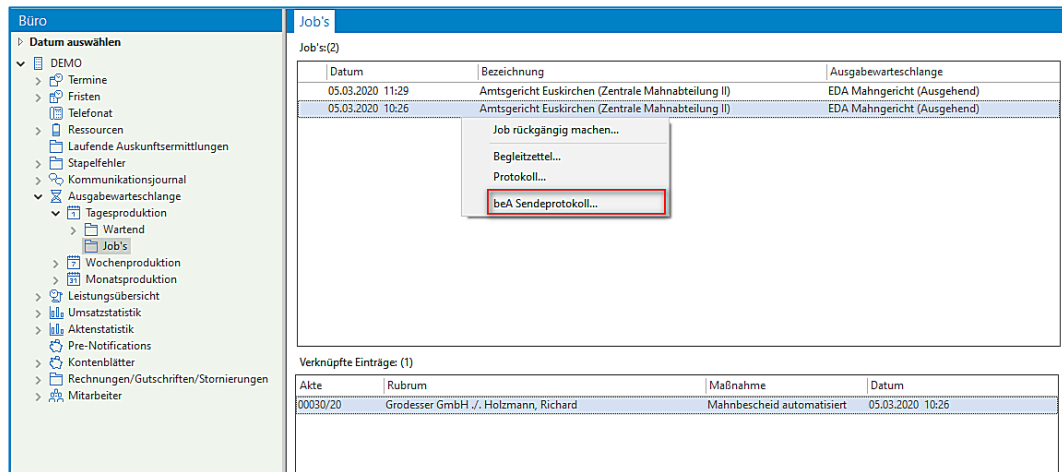 Büro
Datum auswählen
DEMO
Termine
Fristen
Telefonat
Ressourcen
Laufende Auskunftsermittlungen
Stapelfehler
Kommunikationsjournal
Ausgabewarteschlange
Tagesproduktion
Wartend
Job's
Wochenproduktion
Monatsproduktion
Leistungsübersicht
Umsatzstatistik
Aktenstatistik
Pre-Notifications
Kontenblätter
Rechnungen/Gutschriften/Stornierungen
Mitarbeiter
Job's
Job's:(2)
Datum Bezeichnung Ausgabewarteschlange
05.03.2020 11:29 Amtsgericht Euskirchen (Zentrale Mahnabteilung II) EDA Mahngericht (Ausgehend)
05.03.2020 10:26 Amtsgericht Euskirchen (Zentrale Mahnabteilung II) EDA Mahngericht (Ausgehend)
Job rückgängig machen...
Begleitzettel...
Protokoll...
beA Sendeprotokoll...
Verknüpfte Einträge: (1)
Akte Rubrum Maßnahme Datum
00030/20 Grodesser GmbH ./. Holzmann, Richard Mahnbescheid automatisiert 05.03.2020 10:26